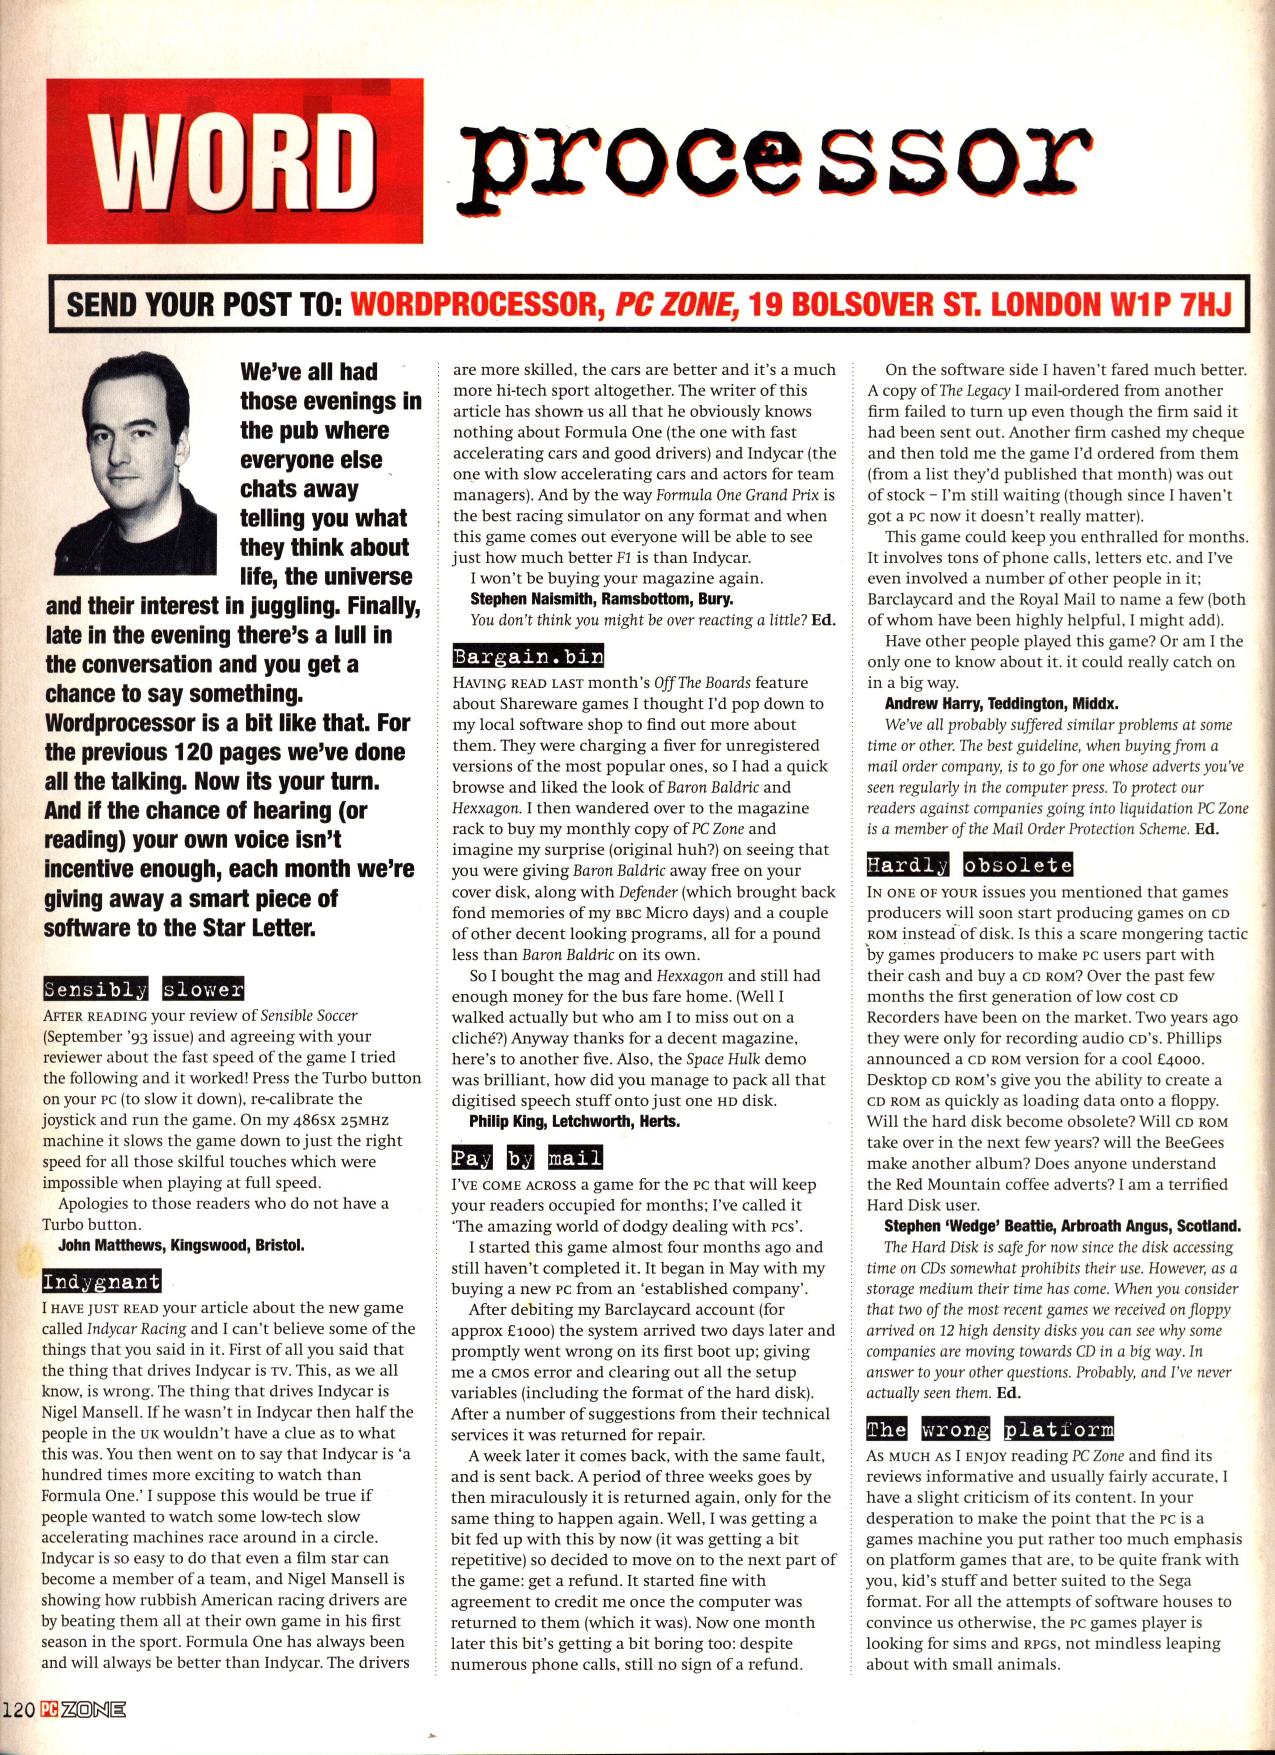 WORD processor
SEND YOUR POST TO: WORDPROCESSOR, PC ZONE, 19 BOLSOVER ST. LONDON W1P 7HJ
We've all had
those evenings in
the pub where
everyone else
chats away
telling you what
they think about
life, the universe
and their interest in juggling. Finally,
late in the evening there's a lull in
the conversation and you get a
chance to say something.
Wordprocessor is a bit like that. For
the previous 120 pages we've done
all the talking. Now its your turn.
And if the chance of hearing (or
reading) your own voice isn't
incentive enough, each month we're
giving away a smart piece of
software to the Star Letter.
Sensibly slower
AFTER READING your review of Sensible Soccer
(September '93 issue) and agreeing with your
reviewer about the fast speed of the game I tried
the following and it worked! Press the Turbo button
on your PC (to slow it down), re-calibrate the
joystick and run the game. On my 486SX 25MHZ
machine it slows the game down to just the right
speed for all those skilful touches which were
impossible when playing at full speed.
Apologies to those readers who do not have a
Turbo button.
John Matthews, Kingswood, Bristol.
Indygnant
I HAVE JUST READ your article about the new game
called Indycar Racing and I can't believe some of the
things that you said in it. First of all you said that
the thing that drives Indycar is TV. This, as we all
know, is wrong. The thing that drives Indycar is
Nigel Mansell. If he wasn't in Indycar then half the
people in the UK wouldn't have a clue as to what
this was. You then went on to say that Indycar is 'a
hundred times more exciting to watch than
Formula One.' I suppose this would be true if
people wanted to watch some low-tech slow
accelerating machines race around in a circle.
Indycar is so easy to do that even a film star can
become a member of a team, and Nigel Mansell is
showing how rubbish American racing drivers are
by beating them all at their own game in his first
season in the sport. Formula One has always been
and will always be better than Indycar. The drivers
are more skilled, the cars are better and it's a much
more hi-tech sport altogether. The writer of this
article has shown us all that he obviously knows
nothing about Formula One (the one with fast
accelerating cars and good drivers) and Indycar (the
one with slow accelerating cars and actors for team
managers). And by the way Formula One Grand Prix is
the best racing simulator on any format and when
this game comes out everyone will be able to see
just how much better F1 is than Indycar.
I won't be buying your magazine again.
Stephen Naismith, Ramsbottom, Bury.
You don't think you might be over reacting a little? Ed.
Bargain.bin
HAVING READ LAST month's Off The Boards feature
about Shareware games I thought I'd pop down to
my local software shop to find out more about
them. They were charging a fiver for unregistered
versions of the most popular ones, so I had a quick
browse and liked the look of Baron Baldric and
Hexxagon. I then wandered over to the magazine
rack to buy my monthly copy of PC Zone and
imagine my surprise (original huh?) on seeing that
you were giving Baron Baldric away free on your
cover disk, along with Defender (which brought back
fond memories of my BBC Micro days) and a couple
of other decent looking programs, all for a pound
less than Baron Baldric on its own.
So I bought the mag and Hexxagon and still had
enough money for the bus fare home. (Well I
walked actually but who am I to miss out on a
cliché?) Anyway thanks for a decent magazine,
here's to another five. Also, the Space Hulk demo
was brilliant, how did you manage to pack all that
digitised speech stuff onto just one HD disk.
Philip King, Letchworth, Herts.
Pay by mail
I'VE COME ACROSS a game for the PC that will keep
your readers occupied for months; I've called it
'The amazing world of dodgy dealing with PCS'.
I started this game almost four months ago and
still haven't completed it. It began in May with my
buying a new PC from an 'established company'.
After debiting my Barclaycard account (for
approx £1000) the system arrived two days later and
promptly went wrong on its first boot up; giving
me a CMOS error and clearing out all the setup
variables (including the format of the hard disk).
After a number of suggestions from their technical
services it was returned for repair.
A week later it comes back, with the same fault,
and is sent back. A period of three weeks goes by
then miraculously it is returned again, only for the
same thing to happen again. Well, I was getting a
bit fed up with this by now (it was getting a bit
repetitive) so decided to move on to the next part of
the game: get a refund. It started fine with
agreement to credit me once the computer was
returned to them (which it was). Now one month
later this bit's getting a bit boring too: despite
numerous phone calls, still no sign of a refund.
On the software side I haven't fared much better.
A copy of The Legacy I mail-ordered from another
firm failed to turn up even though the firm said it
had been sent out. Another firm cashed my cheque
and then told me the game I'd ordered from them
(from a list they'd published that month) was out
of stock – I'm still waiting (though since I haven't
got a PC now it doesn't really matter).
This game could keep you enthralled for months.
It involves tons of phone calls, letters etc. and I've
even involved a number of other people in it;
Barclaycard and the Royal Mail to name a few (both
of whom have been highly helpful, I might add).
Have other people played this game? Or am I the
only one to know about it. it could really catch on
in a big way.
Andrew Harry, Teddington, Middx.
We've all probably suffered similar problems at some
time or other. The best guideline, when buying from a
mail order company, is to go for one whose adverts you've
seen regularly in the computer press. To protect our
readers against companies going into liquidation PC Zone
is a member of the Mail Order Protection Scheme. Ed.
Hardly obsolete
IN ONE OF YOUR issues you mentioned that games
producers will soon start producing games on CD
ROM instead of disk. Is this a scare mongering tactic
by games producers to make PC users part with
their cash and buy a CD ROM? Over the past few
months the first generation of low cost CD
Recorders have been on the market. Two years ago
they were only for recording audio CD's. Phillips
announced a CD ROM version for a cool £4000.
Desktop CD ROM's give you the ability to create a
CD ROM as quickly as loading data onto a floppy.
Will the hard disk become obsolete? Will CD ROM
take over in the next few years? will the BeeGees
make another album? Does anyone understand
the Red Mountain coffee adverts? I am a terrified
Hard Disk user.
Stephen 'Wedge' Beattie, Arbroath Angus, Scotland.
The Hard Disk is safe for now since the disk accessing
time on CDs somewhat prohibits their use. However, as a
storage medium their time has come. When you consider
that two of the most recent games we received on floppy
arrived on 12 high density disks you can see why some
companies are moving towards CD in a big way. In
answer to your other questions. Probably, and I've never
actually seen them. Ed.
The wrong platform
AS MUCH AS I ENJOY reading PC Zone and find its
reviews informative and usually fairly accurate, I
have a slight criticism of its content. In your
desperation to make the point that the PC is a
games machine you put rather too much emphasis
on platform games that are, to be quite frank with
you, kid's stuff and better suited to the Sega
format. For all the attempts of software houses to
convince us otherwise, the PC games player is
looking for sims and RPGS, not mindless leaping
about with small animals.
120 PC ZONE